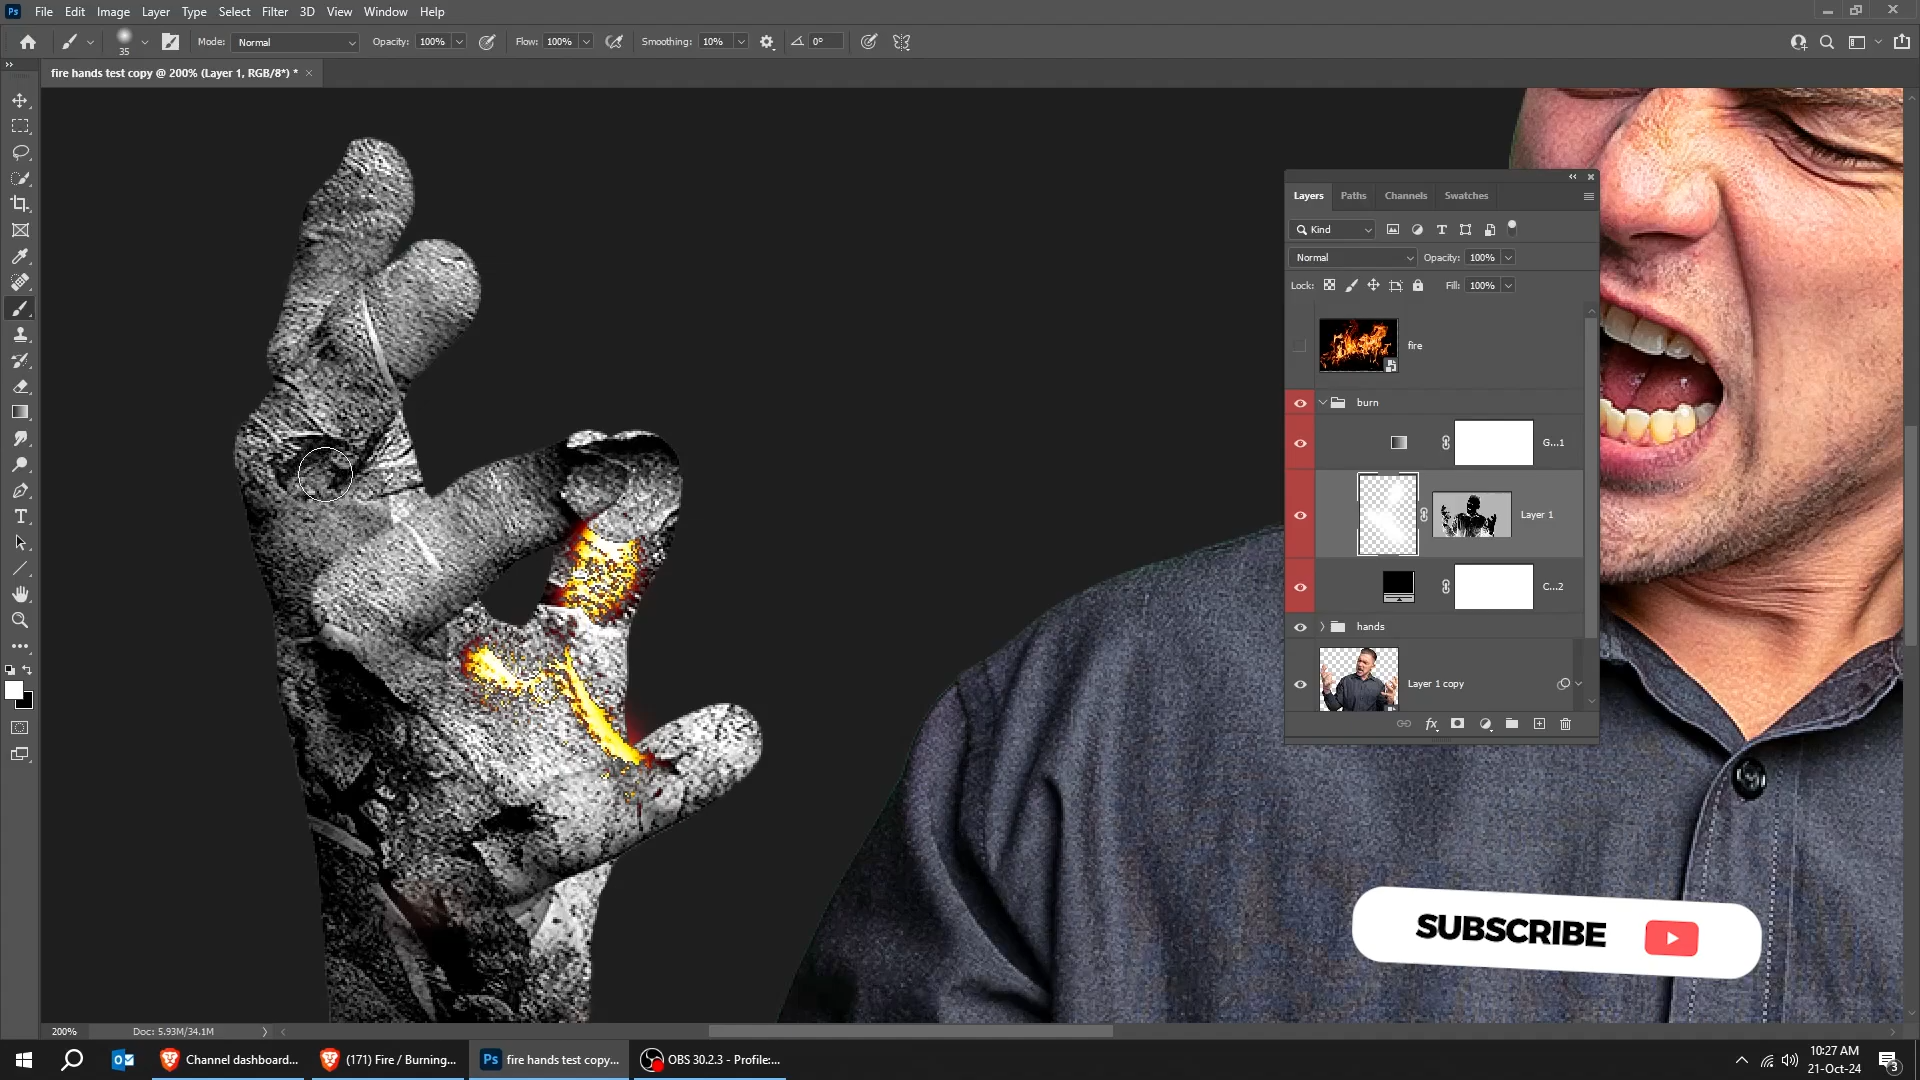 Ps File Edit Image Layer Type Select Filter 3D View Window Help
35 Mode: Normal Opacity: 100% Flow: 100% Smoothing: 10% 0°
fire hands test copy @ 200% (Layer 1, RGB/8*) *
Layers Paths Channels Swatches
Kind
Normal Opacity: 100%
Lock: Fill: 100%
fire
burn
G...1
Layer 1
C...2
hands
Layer 1 copy
fx
SUBSCRIBE
200% Doc: 5.93M/34.1M
Channel dashboard... (171) Fire / Burning... Ps fire hands test copy... OBS 30.2.3 - Profile:...
10:27 AM
21-Oct-24
3